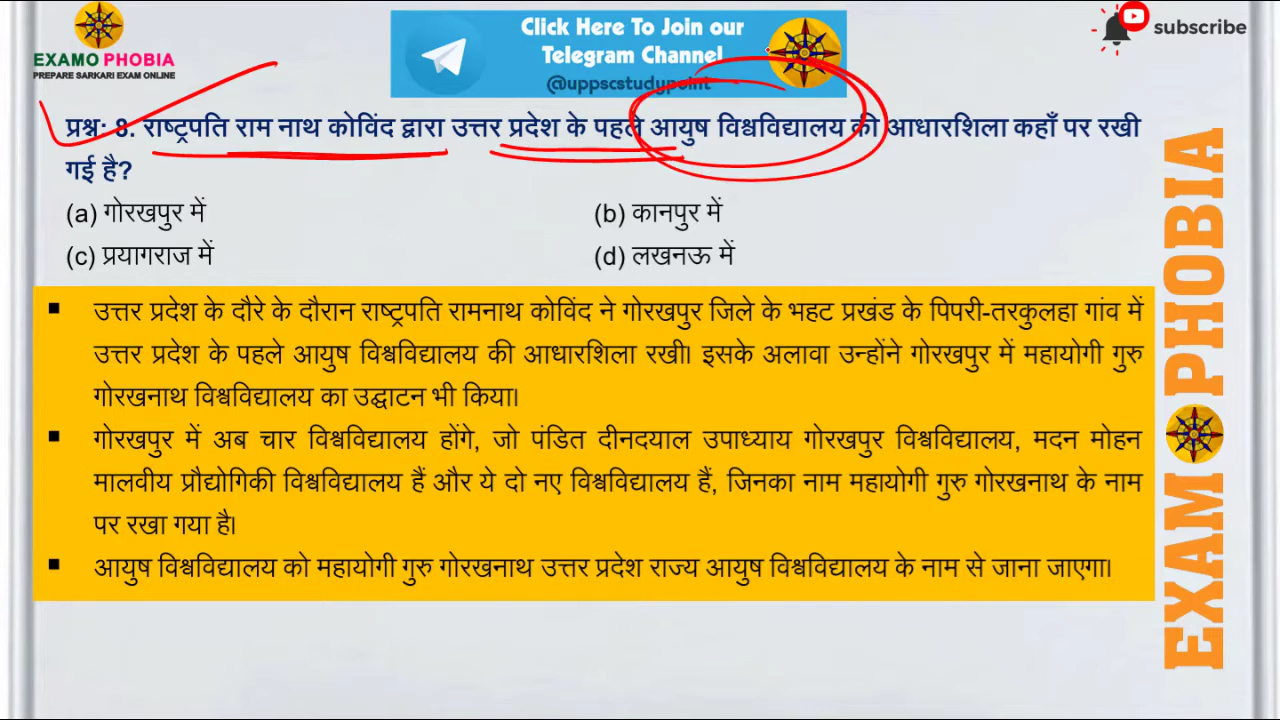 EXAMO PHOBIA
PREPARE SARKARI EXAM ONLINE
Click Here To Join our
Telegram Channel
@uppscstudypoint
subscribe
प्रश्न: 8. राष्ट्रपति राम नाथ कोविंद द्वारा उत्तर प्रदेश के पहले आयुष विश्वविद्यालय की आधारशिला कहाँ पर रखी
गई है?
(a) गोरखपुर में
(b) कानपुर में
(c) प्रयागराज में
(d) लखनऊ में
▪ उत्तर प्रदेश के दौरे के दौरान राष्ट्रपति रामनाथ कोविंद ने गोरखपुर जिले के भहट प्रखंड के पिपरी-तरकुलहा गांव में
उत्तर प्रदेश के पहले आयुष विश्वविद्यालय की आधारशिला रखी। इसके अलावा उन्होंने गोरखपुर में महायोगी गुरु
गोरखनाथ विश्वविद्यालय का उद्घाटन भी किया।
▪ गोरखपुर में अब चार विश्वविद्यालय होंगे, जो पंडित दीनदयाल उपाध्याय गोरखपुर विश्वविद्यालय, मदन मोहन
मालवीय प्रौद्योगिकी विश्वविद्यालय हैं और ये दो नए विश्वविद्यालय हैं, जिनका नाम महायोगी गुरु गोरखनाथ के नाम
पर रखा गया है।
▪ आयुष विश्वविद्यालय को महायोगी गुरु गोरखनाथ उत्तर प्रदेश राज्य आयुष विश्वविद्यालय के नाम से जाना जाएगा।
EXAM PHOBIA